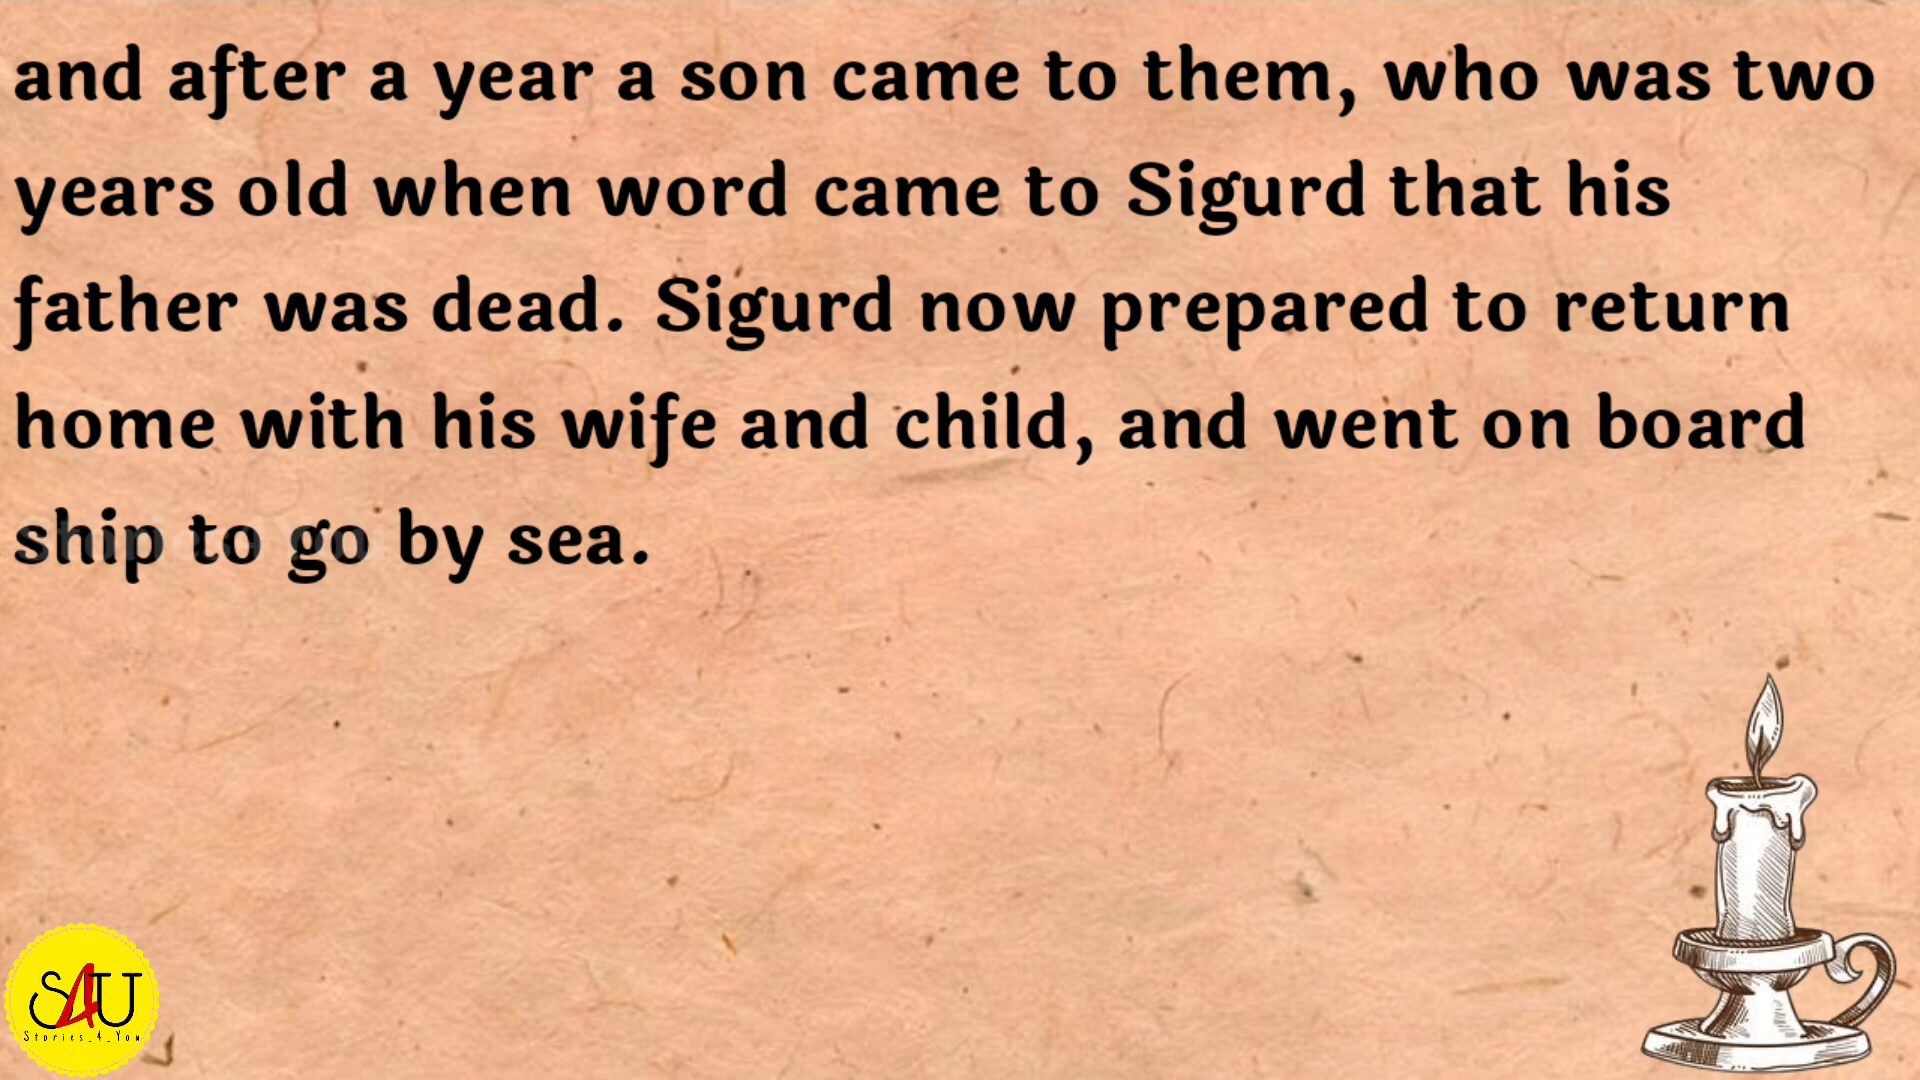 and after a year a son came to them, who was two
years old when word came to Sigurd that his
father was dead. Sigurd now prepared to return
home with his wife and child, and went on board
ship to go by sea.
S4U
Stories_4_You